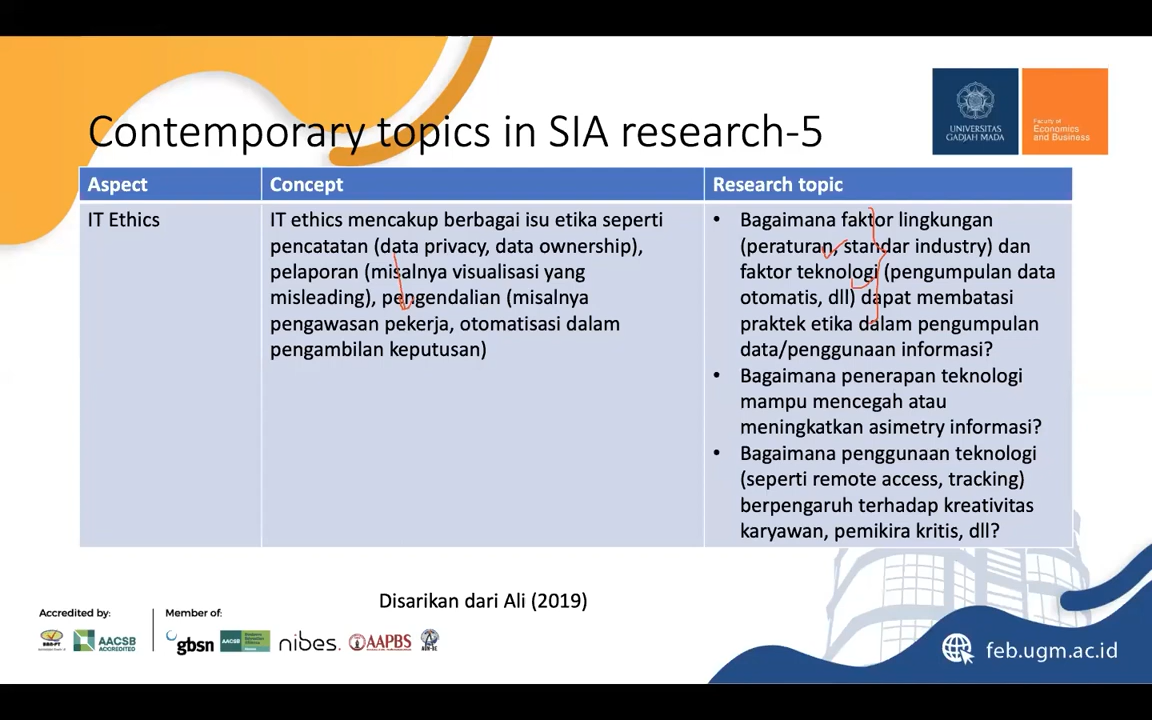 Contemporary topics in SIA research-5
UNIVERSITAS
GADJAH MADA
Faculty of
Economics
and Business
Aspect
Concept
Research topic
IT Ethics
IT ethics mencakup berbagai isu etika seperti
pencatatan (data privacy, data ownership),
pelaporan (misalnya visualisasi yang
misleading), pengendalian (misalnya
pengawasan pekerja, otomatisasi dalam
pengambilan keputusan)
• Bagaimana faktor lingkungan
(peraturan, standar industry) dan
faktor teknologi (pengumpulan data
otomatis, dll) dapat membatasi
praktek etika dalam pengumpulan
data/penggunaan informasi?
• Bagaimana penerapan teknologi
mampu mencegah atau
meningkatkan asimetry informasi?
• Bagaimana penggunaan teknologi
(seperti remote access, tracking)
berpengaruh terhadap kreativitas
karyawan, pemikira kritis, dll?
Disarikan dari Ali (2019)
Accredited by:
Member of:
AACSB
ACCREDITED
gbsn
AACSB
nibes.
AAPBS
feb.ugm.ac.id